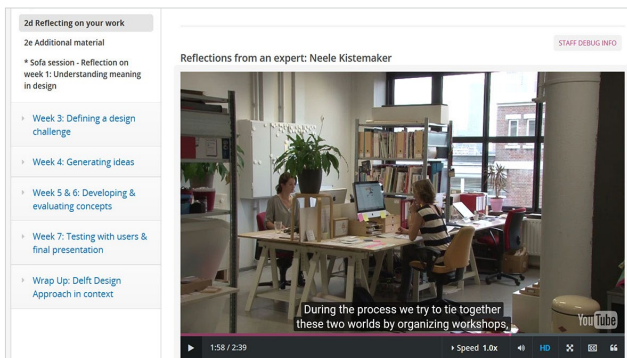 2d Reflecting on your work
2e Additional material
* Sofa session - Reflection on
week 1: Understanding meaning
in design
Week 3: Defining a design
challenge
Week 4: Generating ideas
Week 5 & 6: Developing &
evaluating concepts
Week 7: Testing with users &
final presentation
Wrap Up: Delft Design
Approach in context
STAFF DEBUG INFO
Reflections from an expert: Neele Kistemaker
During the process we try to tie together
these two worlds by organizing workshops,
YouTube
1:58 / 2:39
Speed 1.0x
HD